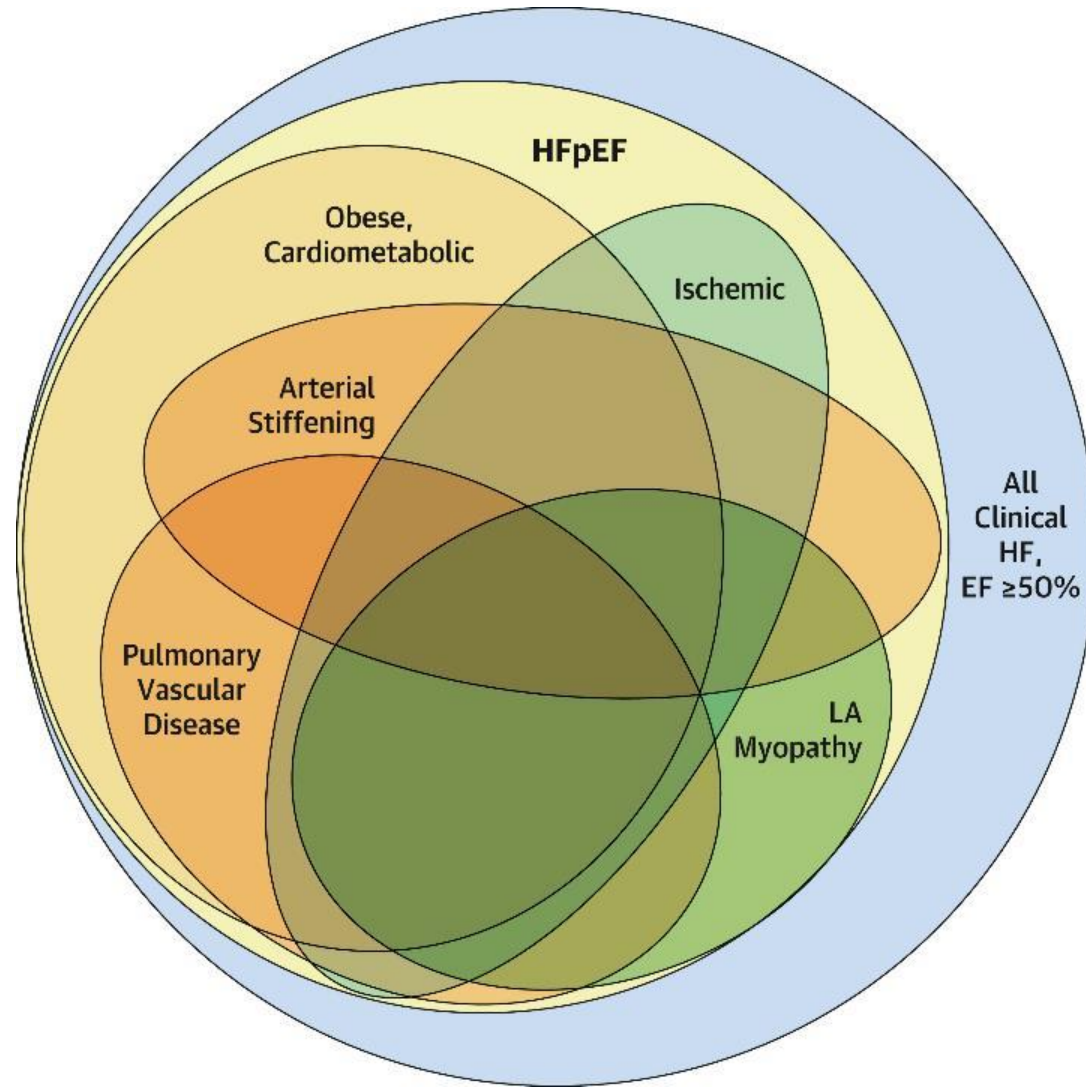 HFpEF
Obese,
Cardiometabolic
Ischemic
Arterial
Stiffening
All
Clinical
HF,
EF ≥50%
Pulmonary
Vascular
Disease
LA
Myopathy